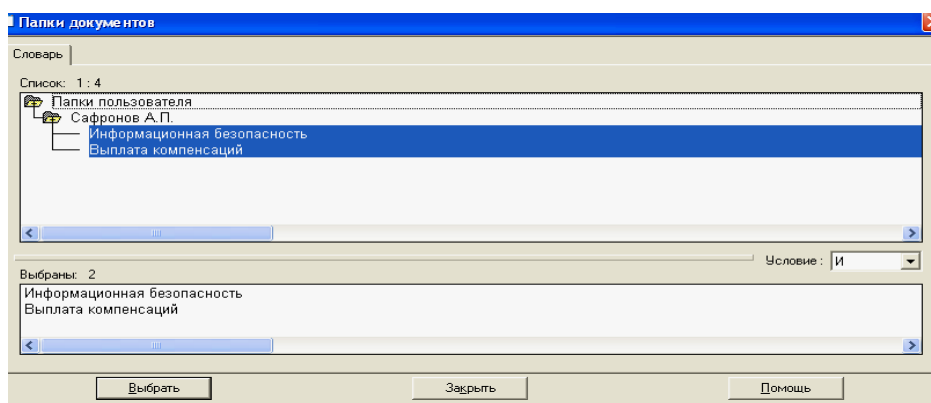 Папки документов
Словарь
Список: 1 : 4
Папки пользователя
Сафронов А.П.
Информационная безопасность
Выплата компенсаций
Условие : И
Выбраны: 2
Информационная безопасность
Выплата компенсаций
Выбрать Закрыть Помощь